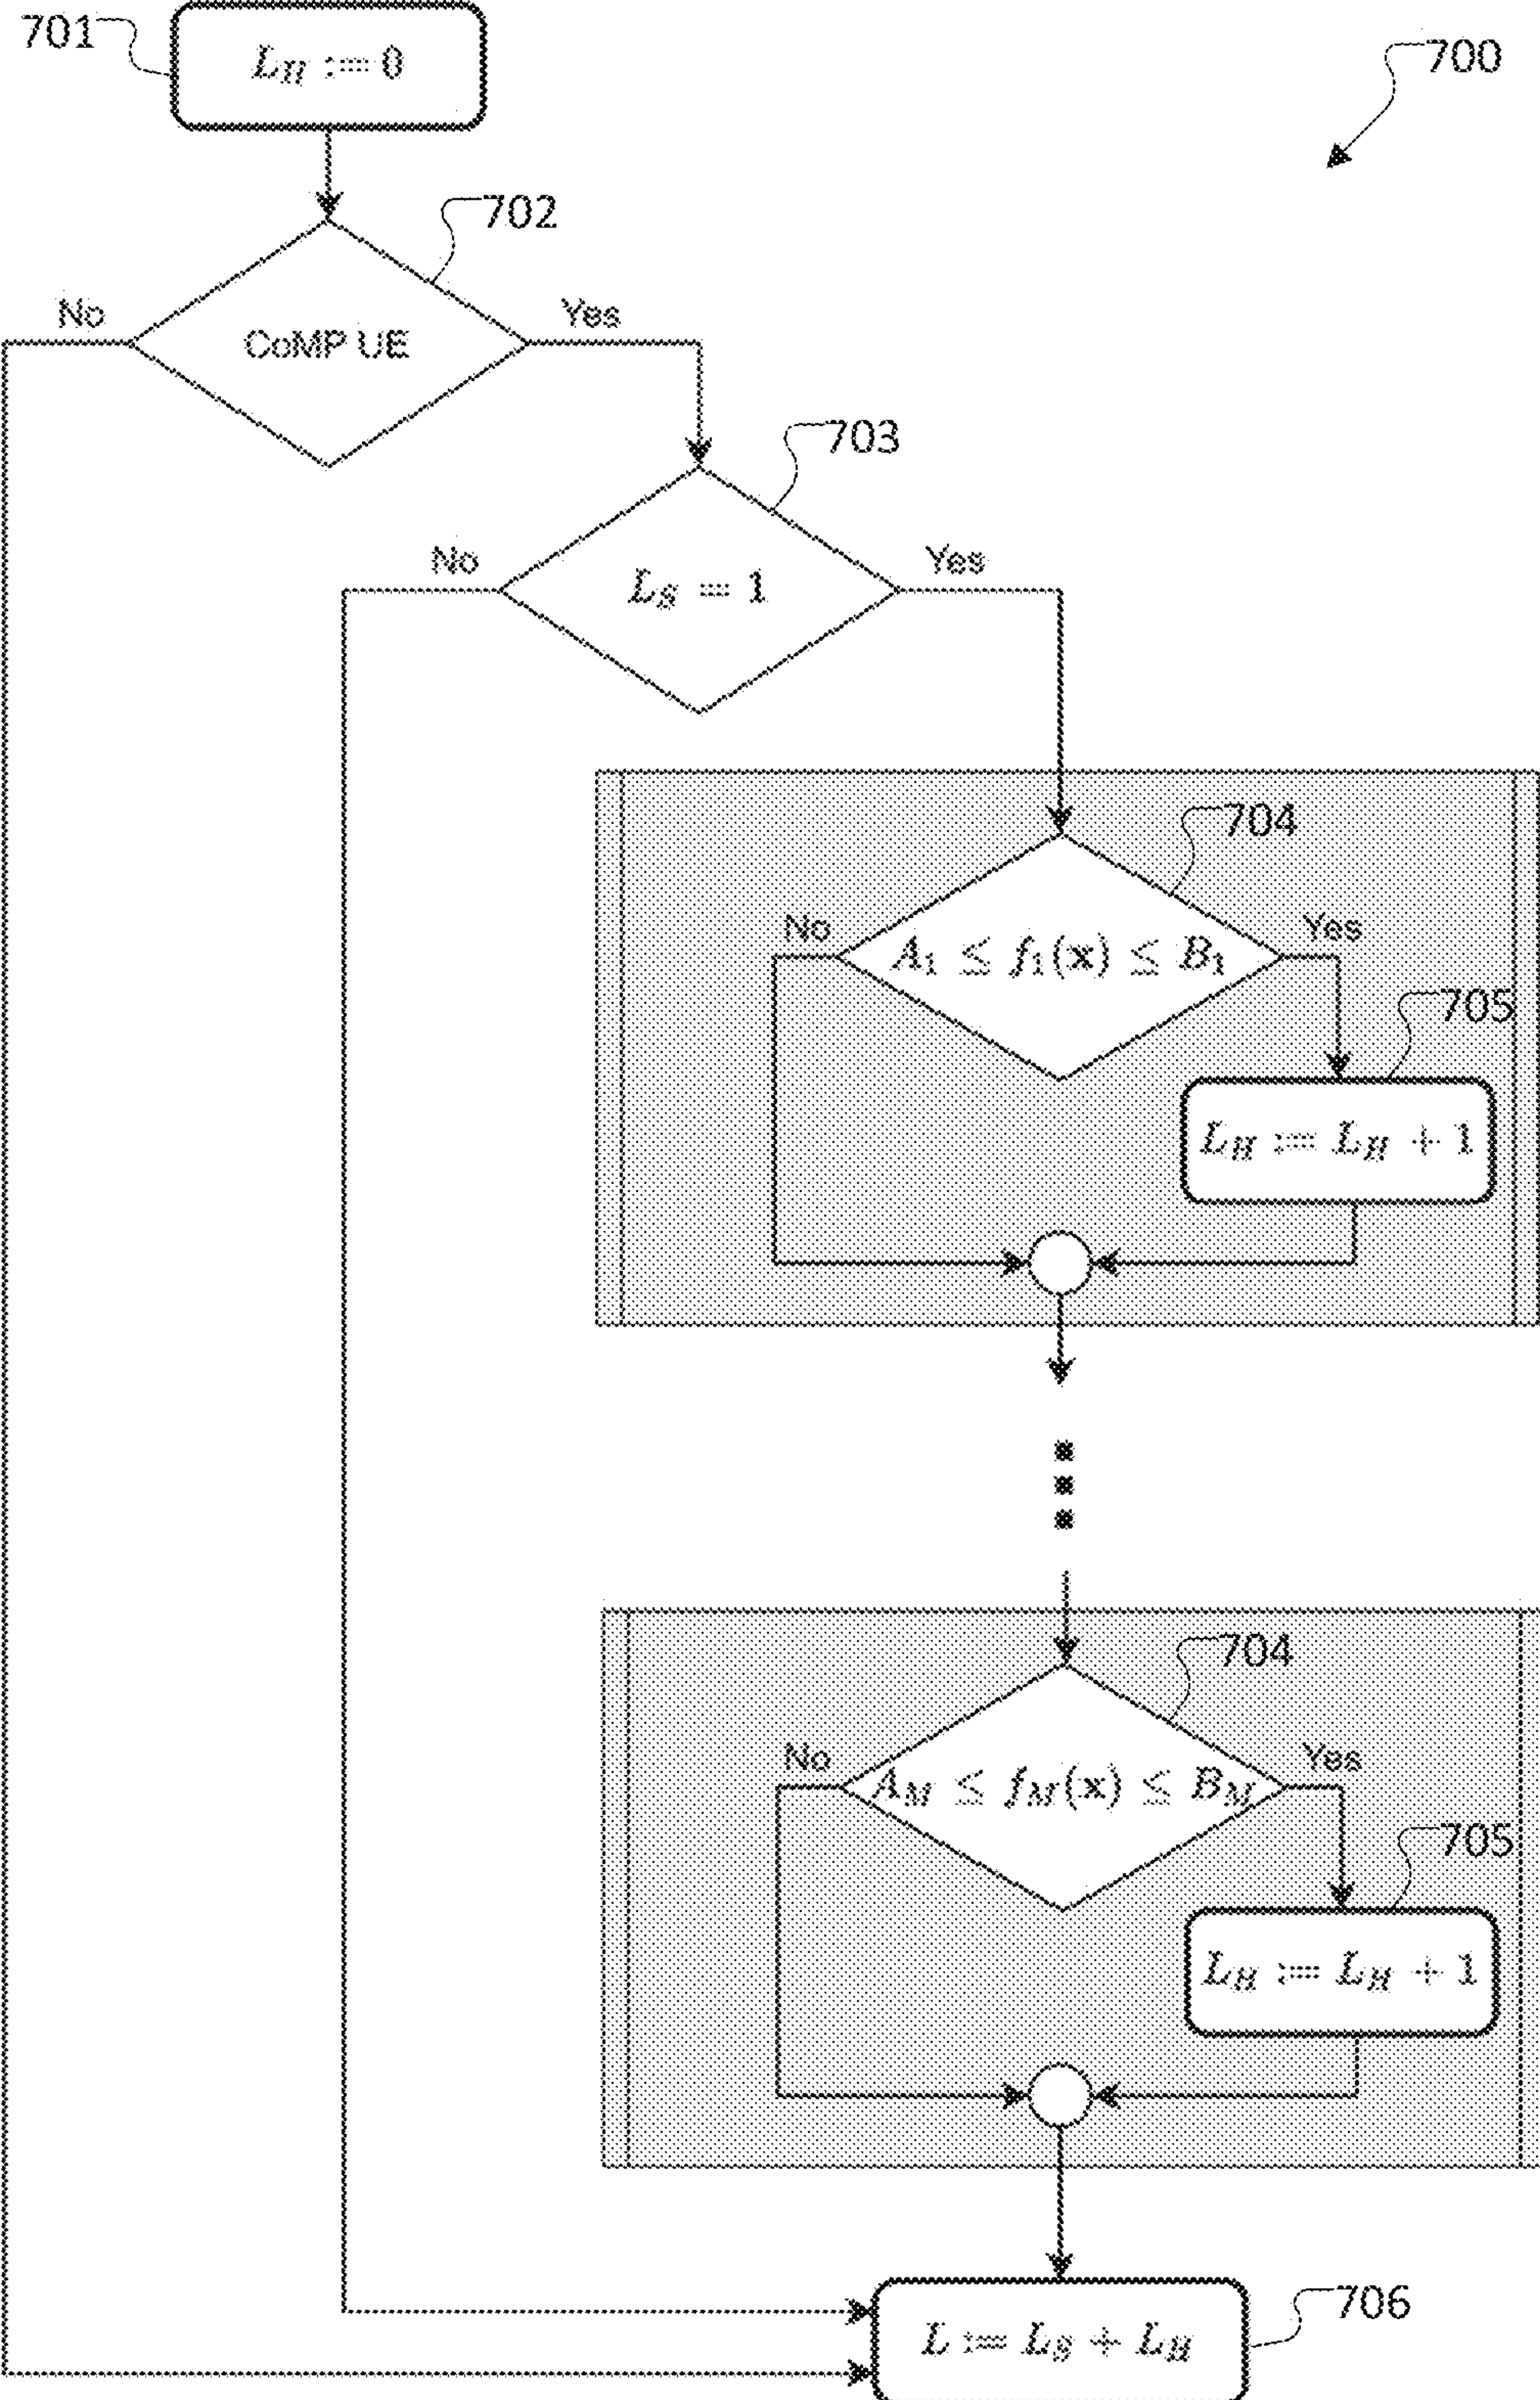 701
L_H := 0
700
702
No
CoMP UE
Yes
703
No
L_S = 1
Yes
704
No
A_1 ≤ f_1(x) ≤ B_1
Yes
705
L_H := L_H + 1
704
No
A_M ≤ f_M(x) ≤ B_M
Yes
705
L_H := L_H + 1
706
L := L_S + L_H